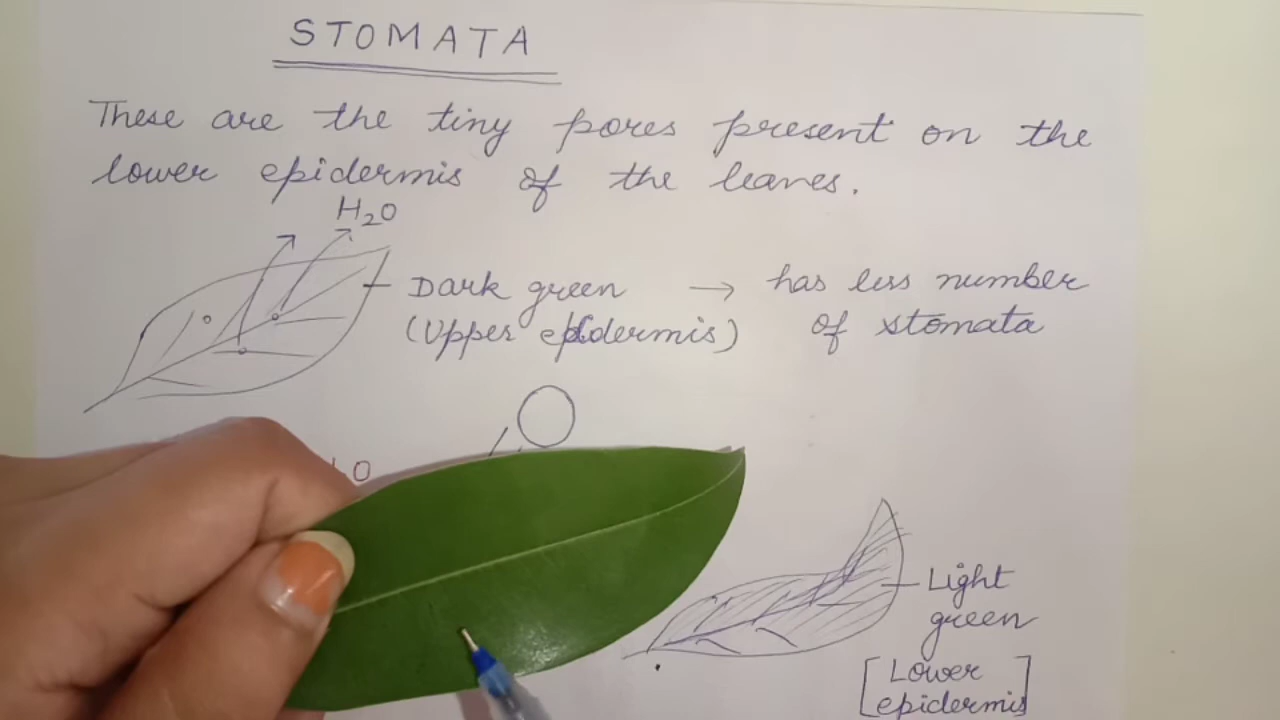 STOMATA
These are the tiny pores present on the
lower epidermis of the leaves.
H₂O
Dark green → has less number
(Upper epidermis) of stomata
Light
green
[Lower
epidermis]